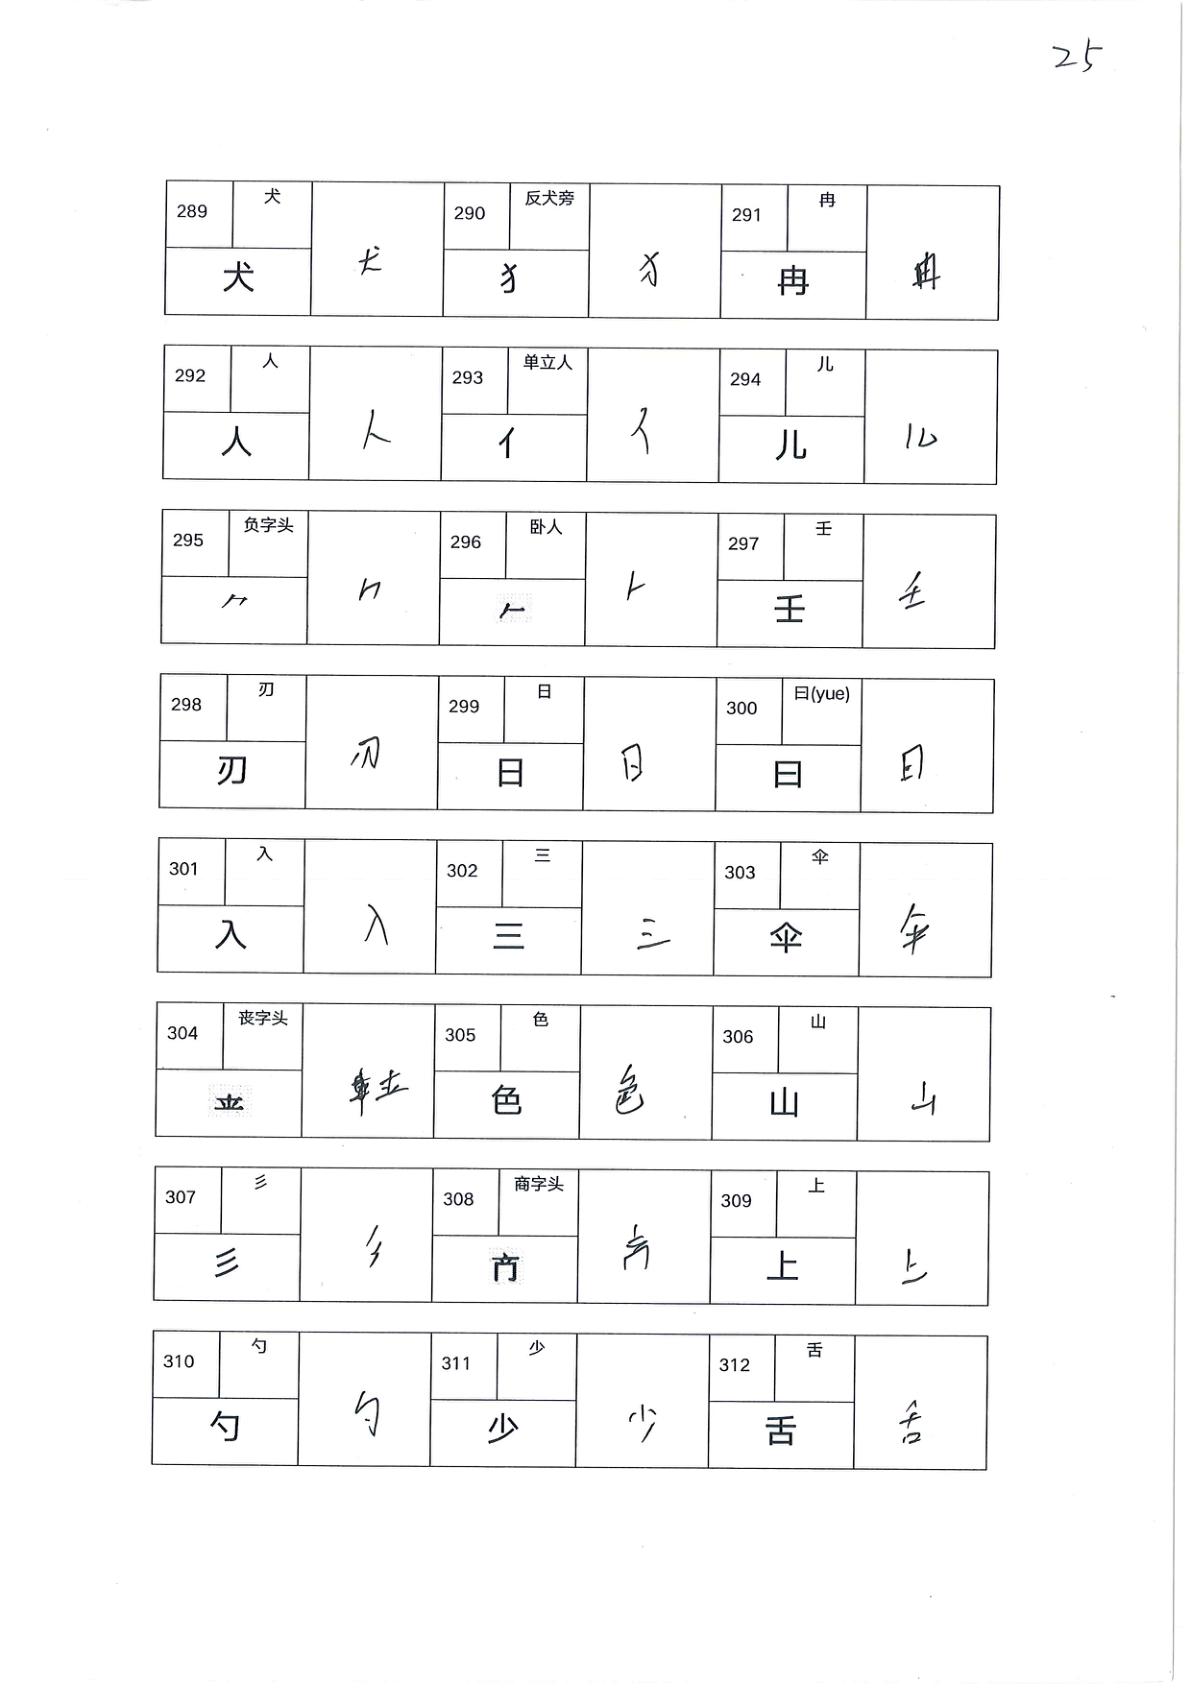 25
289 犬 290 反犬旁 291 冉
犬 犬 犭 犭 冉 冉
292 人 293 单立人 294 儿
人 人 亻 亻 儿 儿
295 负字头 296 卧人 297 壬
⺈ ⺈ 𠂉 𠂉 壬 壬
298 刃 299 日 300 曰(yue)
刃 刃 日 日 曰 曰
301 入 302 三 303 伞
入 入 三 三 伞 伞
304 丧字头 305 色 306 山
色 色 山 山
307 彡 308 商字头 309 上
彡 彡 上 上
310 勺 311 少 312 舌
勺 勺 少 少 舌 舌